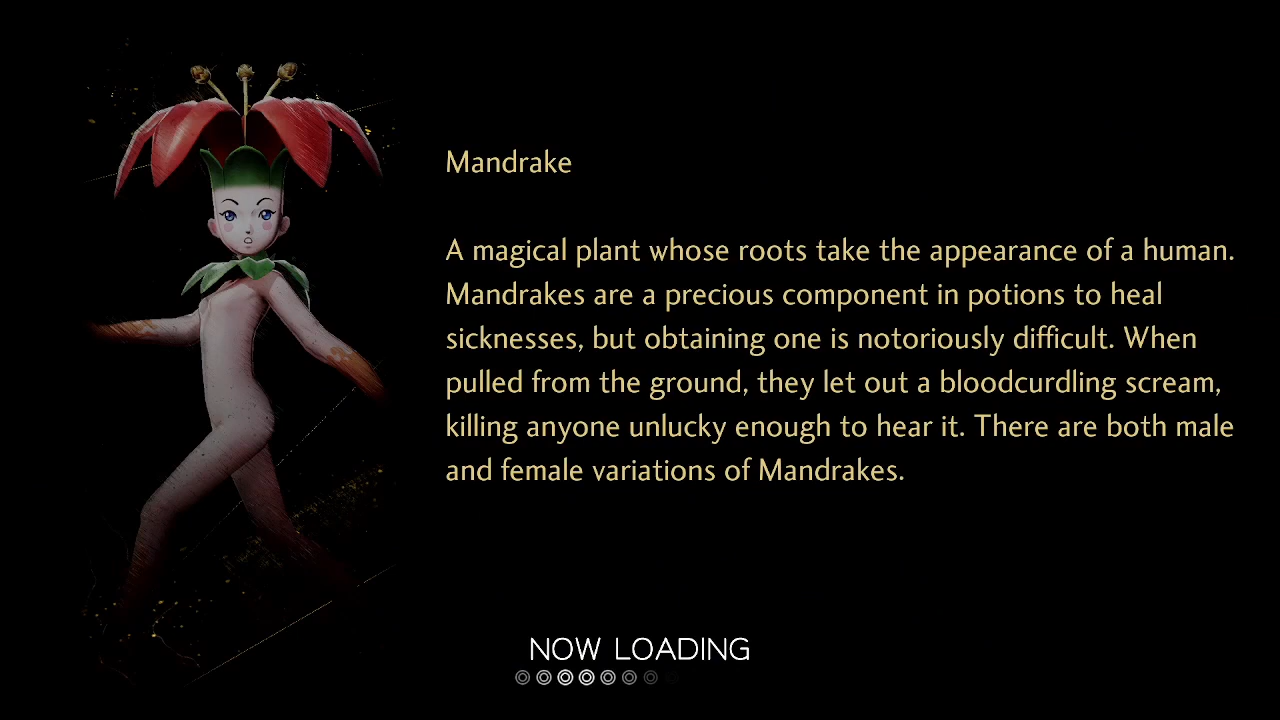 Mandrake
A magical plant whose roots take the appearance of a human.
Mandrakes are a precious component in potions to heal
sicknesses, but obtaining one is notoriously difficult. When
pulled from the ground, they let out a bloodcurdling scream,
killing anyone unlucky enough to hear it. There are both male
and female variations of Mandrakes.
NOW LOADING